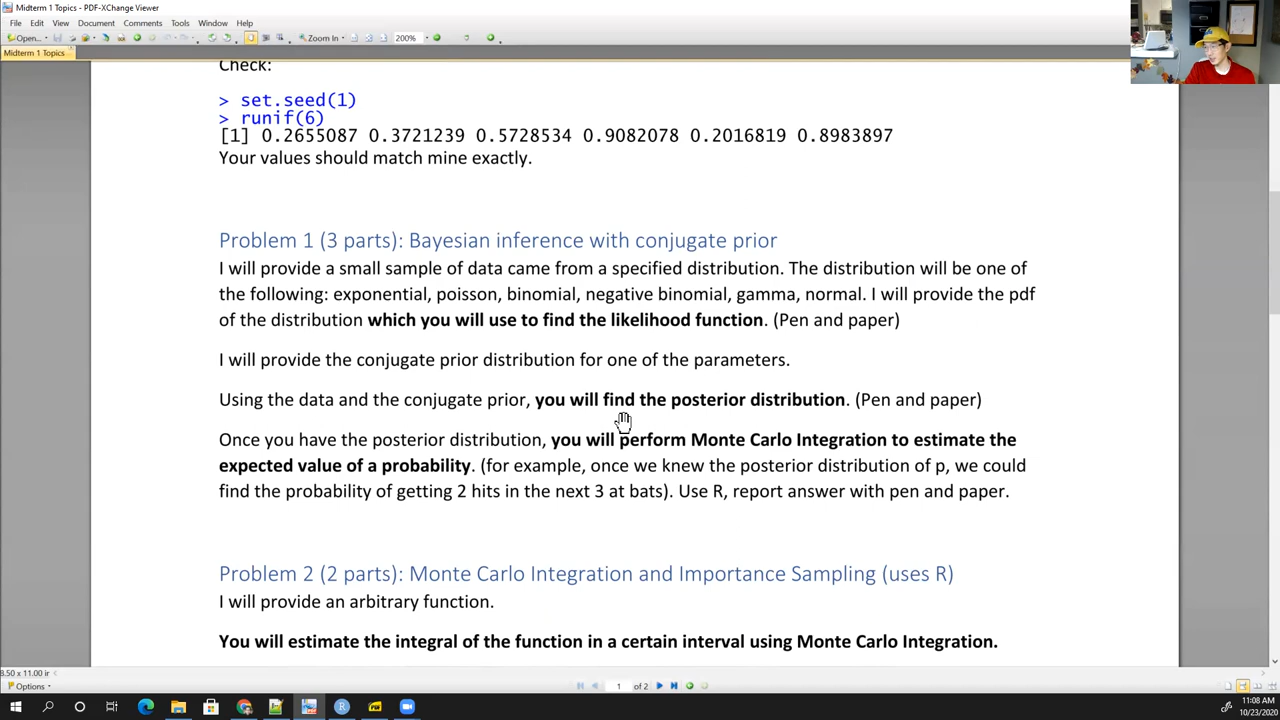 Midterm 1 Topics - PDF-XChange Viewer
File Edit View Document Comments Tools Window Help
Open... Zoom In 200%
Midterm 1 Topics
Check:
> set.seed(1)
> runif(6)
[1] 0.2655087 0.3721239 0.5728534 0.9082078 0.2016819 0.8983897
Your values should match mine exactly.
Problem 1 (3 parts): Bayesian inference with conjugate prior
I will provide a small sample of data came from a specified distribution. The distribution will be one of
the following: exponential, poisson, binomial, negative binomial, gamma, normal. I will provide the pdf
of the distribution which you will use to find the likelihood function. (Pen and paper)
I will provide the conjugate prior distribution for one of the parameters.
Using the data and the conjugate prior, you will find the posterior distribution. (Pen and paper)
Once you have the posterior distribution, you will perform Monte Carlo Integration to estimate the
expected value of a probability. (for example, once we knew the posterior distribution of p, we could
find the probability of getting 2 hits in the next 3 at bats). Use R, report answer with pen and paper.
Problem 2 (2 parts): Monte Carlo Integration and Importance Sampling (uses R)
I will provide an arbitrary function.
You will estimate the integral of the function in a certain interval using Monte Carlo Integration.
8.50 x 11.00 in
Options 1 of 2
11:08 AM
10/23/2020